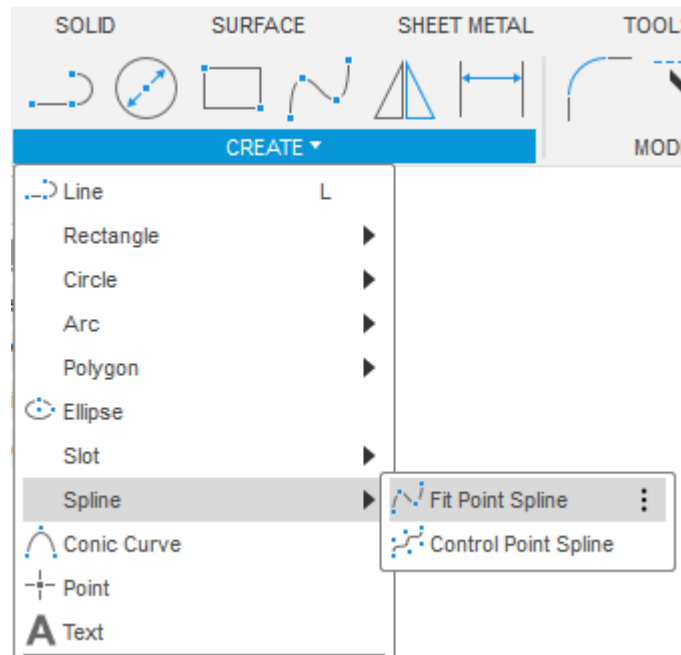 SOLID SURFACE SHEET METAL TOOLS
CREATE MOD
Line L
Rectangle
Circle
Arc
Polygon
Ellipse
Slot
Spline
Fit Point Spline
Conic Curve
Control Point Spline
Point
A Text